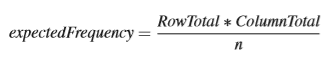 expectedFrequency = RowTotal * ColumnTotal / n